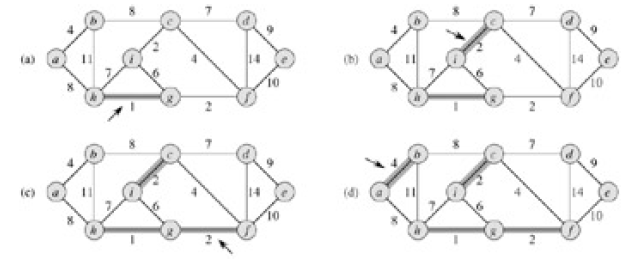 (a) a b c d e f g h i 4 8 7 9 8 11 7 2 6 4 14 10 1 2
(b) a b c d e f g h i 4 8 7 9 8 11 7 2 6 4 14 10 1 2
(c) a b c d e f g h i 4 8 7 9 8 11 7 2 6 4 14 10 1 2
(d) a b c d e f g h i 4 8 7 9 8 11 7 2 6 4 14 10 1 2